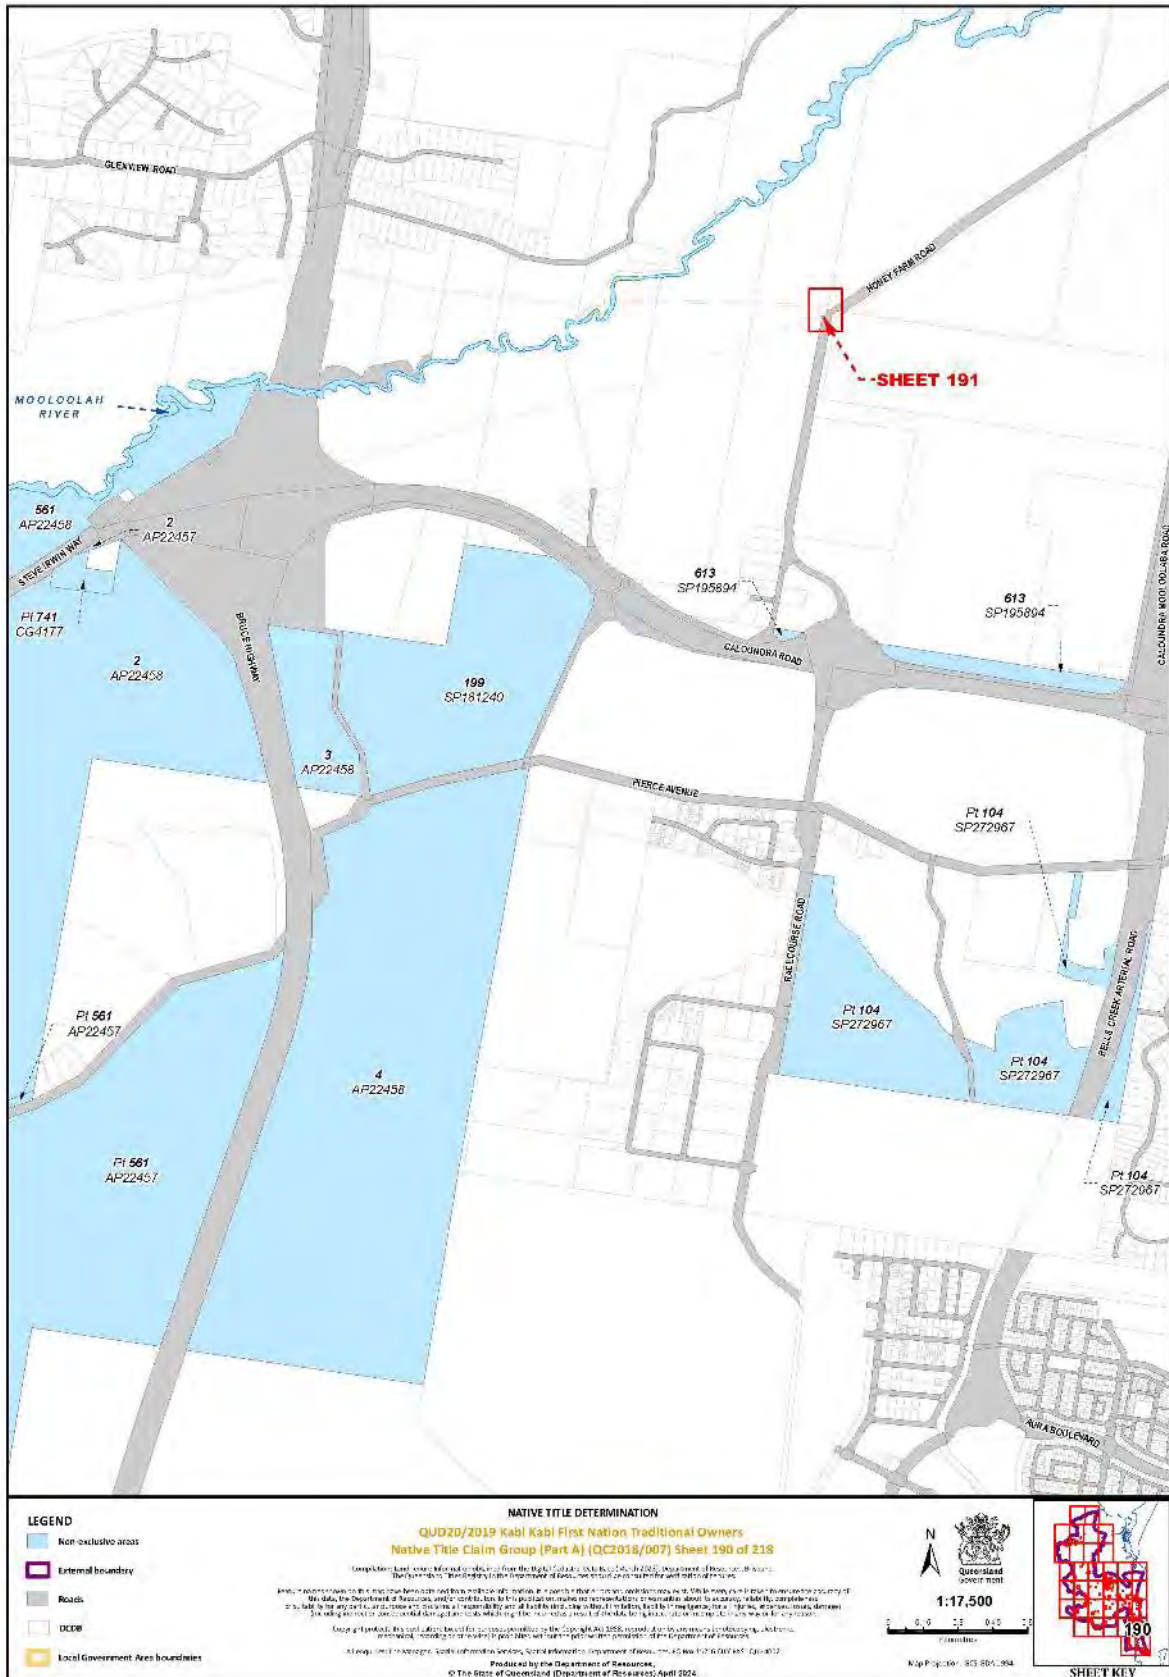 GLENVIEW ROAD
HONEY FARM ROAD
SHEET 191
MOOLOOLAH
RIVER
561
AP22458
2
AP22457
STEVE IRWIN WAY
Pt 741
CG4177
2
AP22458
BRUCE HIGHWAY
613
SP195894
613
SP195894
CALOUNDRA MOOLOOLABA ROAD
CALOUNDRA ROAD
199
SP181240
3
AP22458
PIERCE AVENUE
Pt 104
SP272967
RACECOURSE ROAD
BELLS CREEK ARTERIAL ROAD
Pt 561
AP22457
Pt 104
SP272967
Pt 104
SP272967
4
AP22458
Pt 561
AP22457
Pt 104
SP272967
AURA BOULEVARD
LEGEND
Non-exclusive areas
External boundary
Roads
DCDB
Local Government Area boundaries
NATIVE TITLE DETERMINATION
QUD20/2019 Kabi Kabi First Nation Traditional Owners
Native Title Claim Group (Part A) (QC2018/007) Sheet 190 of 218
Produced by the Department of Resources,
© The State of Queensland (Department of Resources) April 2024
N
Queensland
Government
1:17,500
190
SHEET KEY